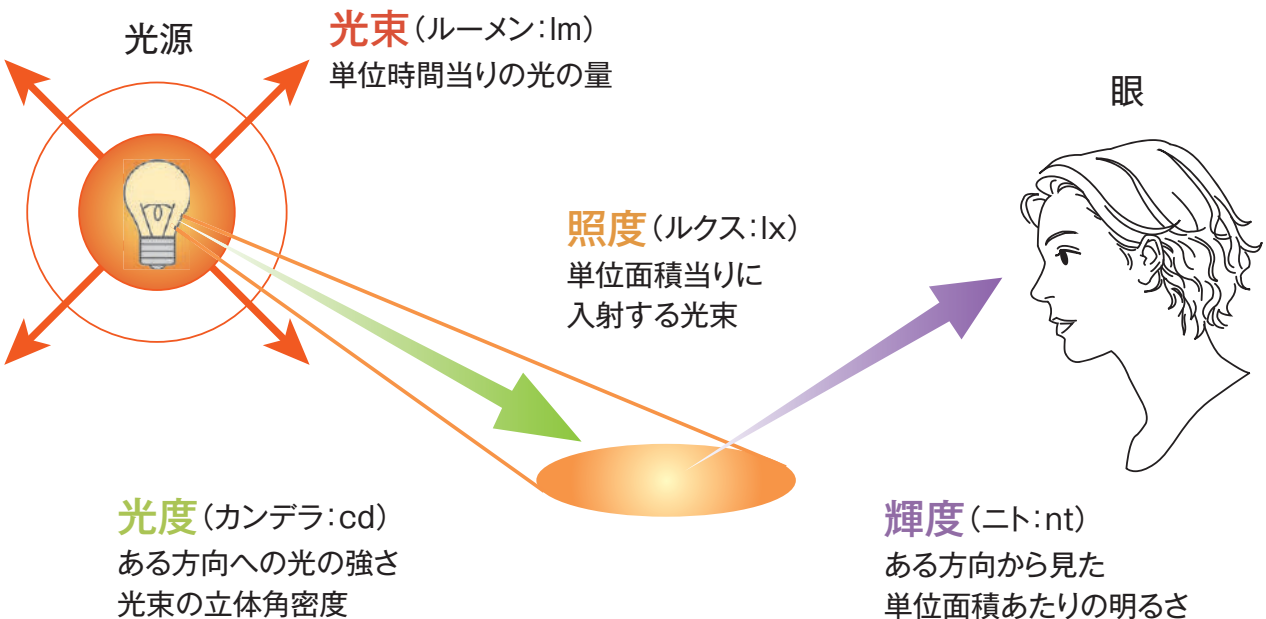 光源
光束(ルーメン:lm)
単位時間当りの光の量
眼
照度(ルクス:lx)
単位面積当りに
入射する光束
光度(カンデラ:cd)
ある方向への光の強さ
光束の立体角密度
輝度(ニト:nt)
ある方向から見た
単位面積あたりの明るさ